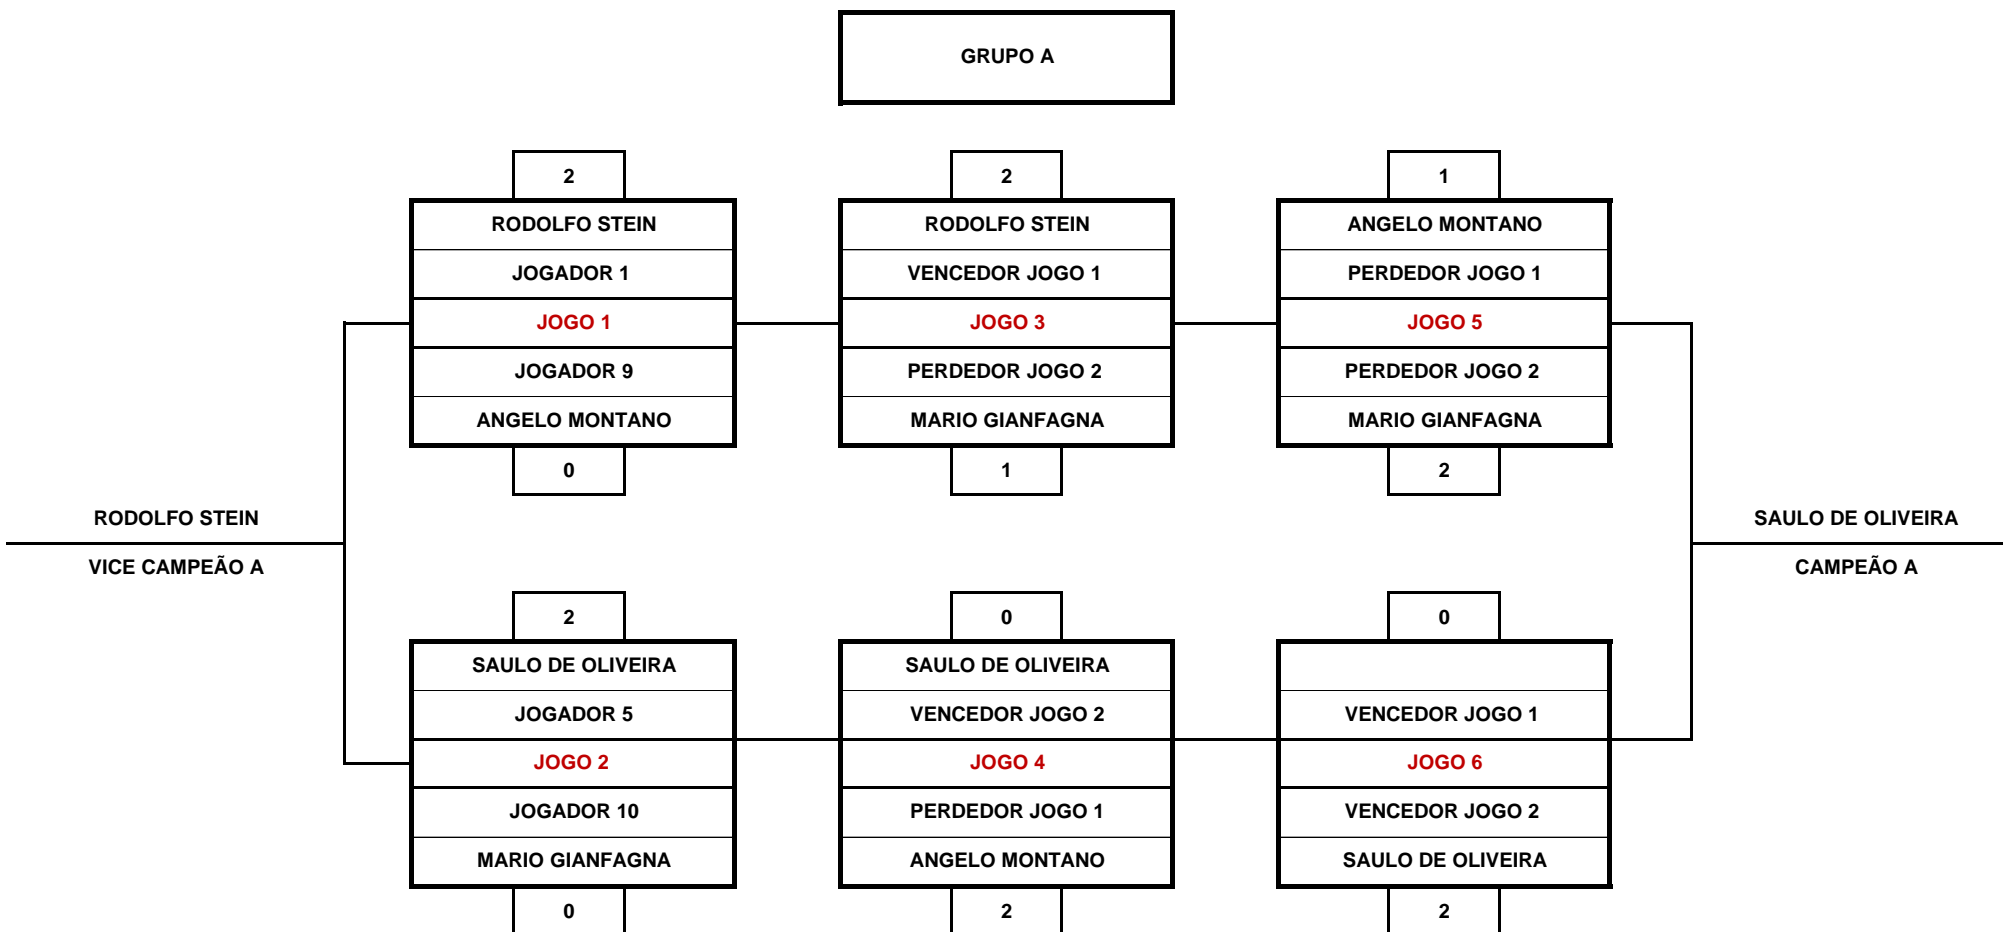 GRUPO A
2
RODOLFO STEIN
JOGADOR 1
JOGO 1
JOGADOR 9
ANGELO MONTANO
0
2
RODOLFO STEIN
VENCEDOR JOGO 1
JOGO 3
PERDEDOR JOGO 2
MARIO GIANFAGNA
1
1
ANGELO MONTANO
PERDEDOR JOGO 1
JOGO 5
PERDEDOR JOGO 2
MARIO GIANFAGNA
2
RODOLFO STEIN
VICE CAMPEÃO A
SAULO DE OLIVEIRA
CAMPEÃO A
2
SAULO DE OLIVEIRA
JOGADOR 5
JOGO 2
JOGADOR 10
MARIO GIANFAGNA
0
0
SAULO DE OLIVEIRA
VENCEDOR JOGO 2
JOGO 4
PERDEDOR JOGO 1
ANGELO MONTANO
2
0
VENCEDOR JOGO 1
JOGO 6
VENCEDOR JOGO 2
SAULO DE OLIVEIRA
2